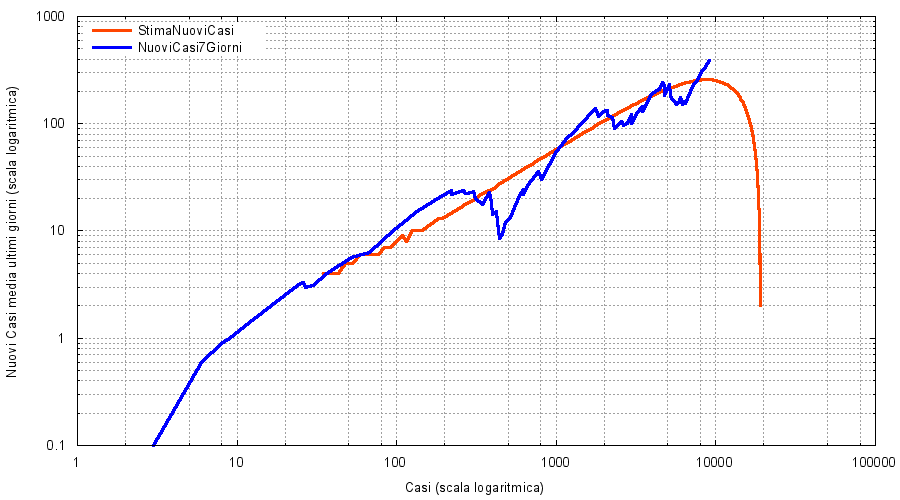 1000
StimaNuoviCasi
NuoviCasi7Giorni
100
10
1
0.1
Nuovi Casi media ultimi giorni (scala logaritmica)
1 10 100 1000 10000 100000
Casi (scala logaritmica)